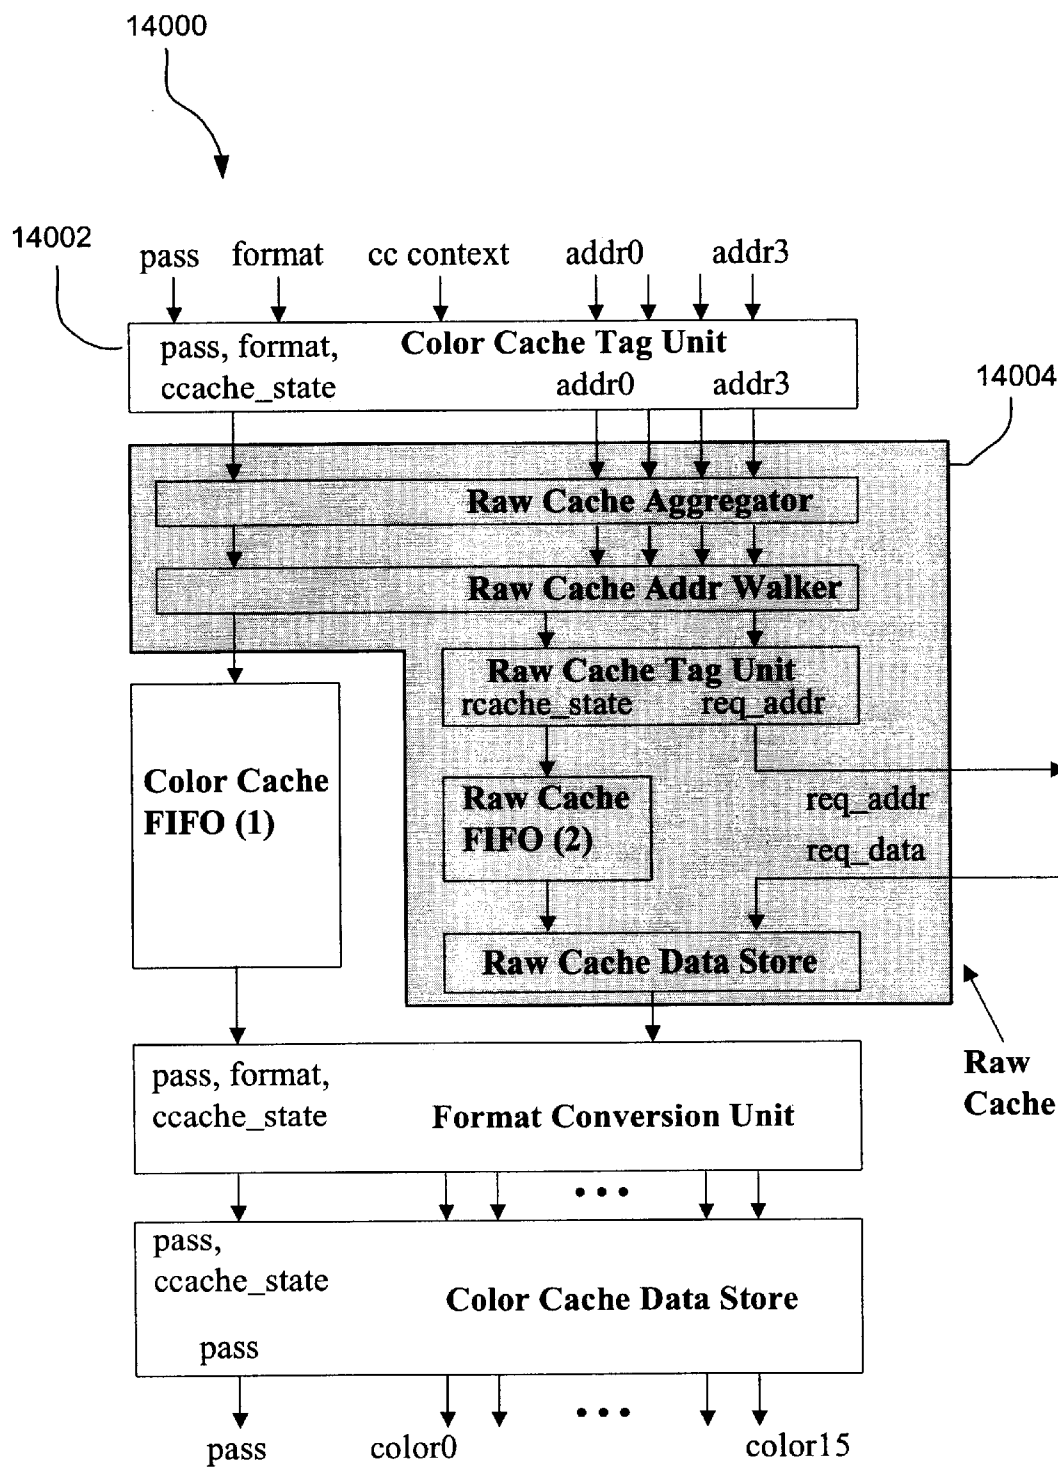 14000
14002
pass format cc context addr0 addr3
pass, format, Color Cache Tag Unit
ccache_state addr0 addr3
14004
Raw Cache Aggregator
Raw Cache Addr Walker
Raw Cache Tag Unit
rcache_state req_addr
Color Cache
FIFO (1)
Raw Cache
FIFO (2)
req_addr
req_data
Raw Cache Data Store
Raw
Cache
pass, format,
ccache_state
Format Conversion Unit
• • •
pass,
ccache_state
Color Cache Data Store
pass
• • •
pass color0 color15